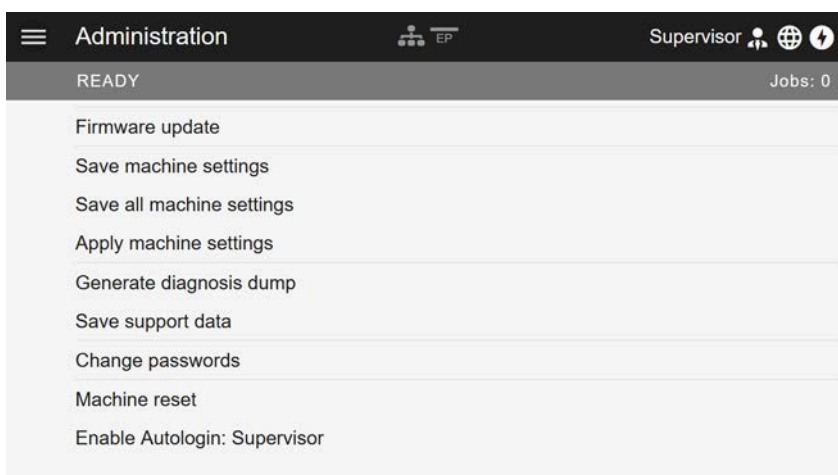 Administration
EP
Supervisor
READY
Jobs: 0
Firmware update
Save machine settings
Save all machine settings
Apply machine settings
Generate diagnosis dump
Save support data
Change passwords
Machine reset
Enable Autologin: Supervisor